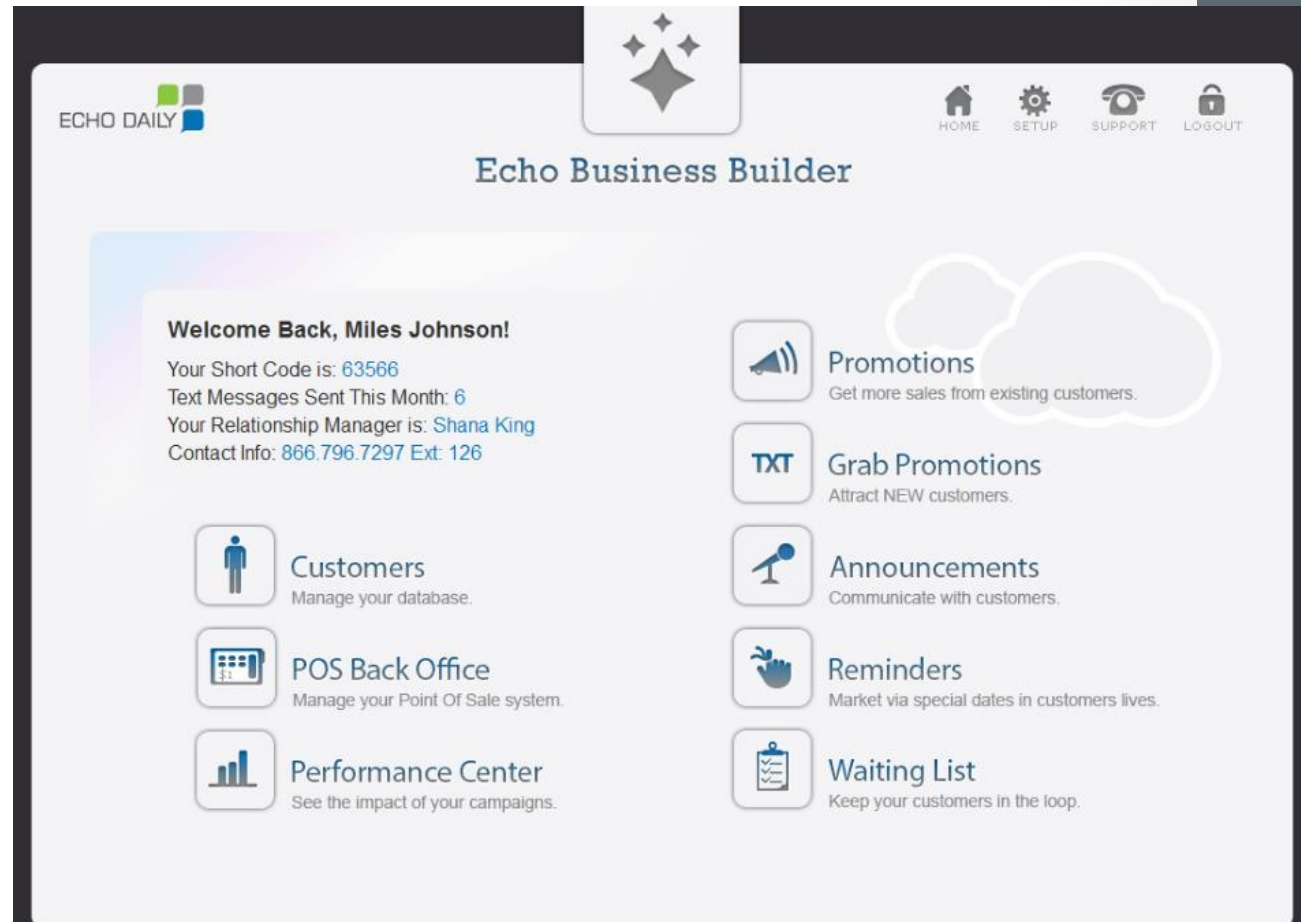 ECHO DAILY
HOME SETUP SUPPORT LOGOUT
Echo Business Builder
Welcome Back, Miles Johnson!
Your Short Code is: 63566
Text Messages Sent This Month: 6
Your Relationship Manager is: Shana King
Contact Info: 866.796.7297 Ext: 126
Customers
Manage your database.
POS Back Office
$1
Manage your Point Of Sale system.
Performance Center
See the impact of your campaigns.
Promotions
Get more sales from existing customers.
TXT
Grab Promotions
Attract NEW customers.
Announcements
Communicate with customers.
Reminders
Market via special dates in customers lives.
Waiting List
Keep your customers in the loop.